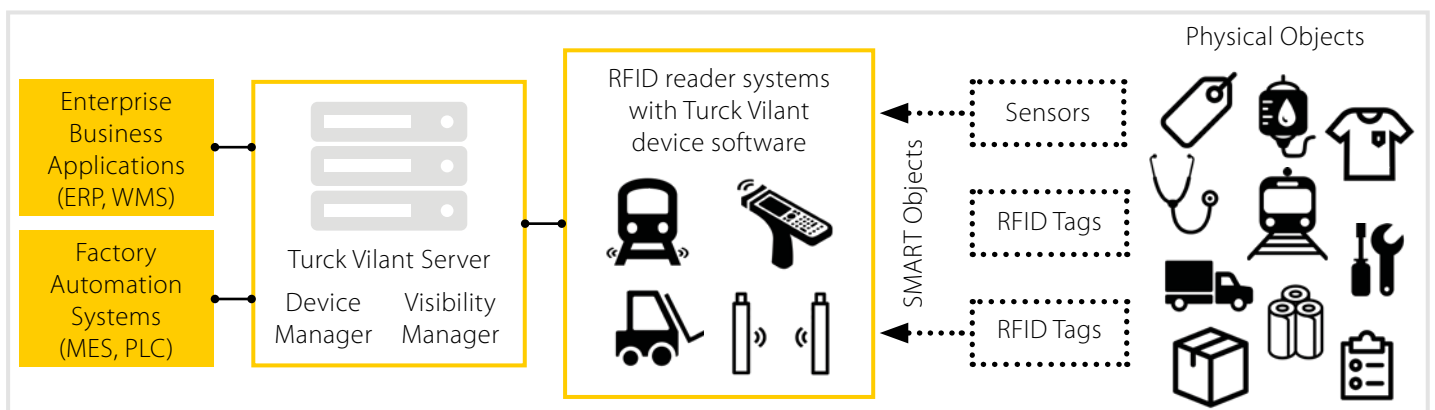 Enterprise
Business
Applications
(ERP, WMS)
Factory
Automation
Systems
(MES, PLC)
Turck Vilant Server
Device
Manager
Visibility
Manager
RFID reader systems
with Turck Vilant
device software
SMART Objects
Sensors
RFID Tags
RFID Tags
Physical Objects